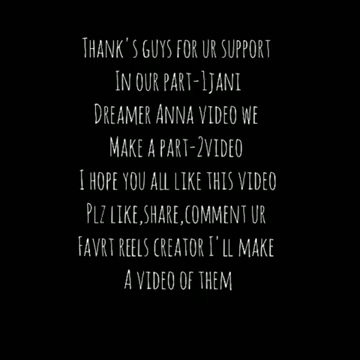 Thank's guys for ur support
In our part-1jani
Dreamer Anna video we
Make a part-2video
I hope you all like this video
Plz like,share,comment ur
Favrt reels creator I'll make
A video of them